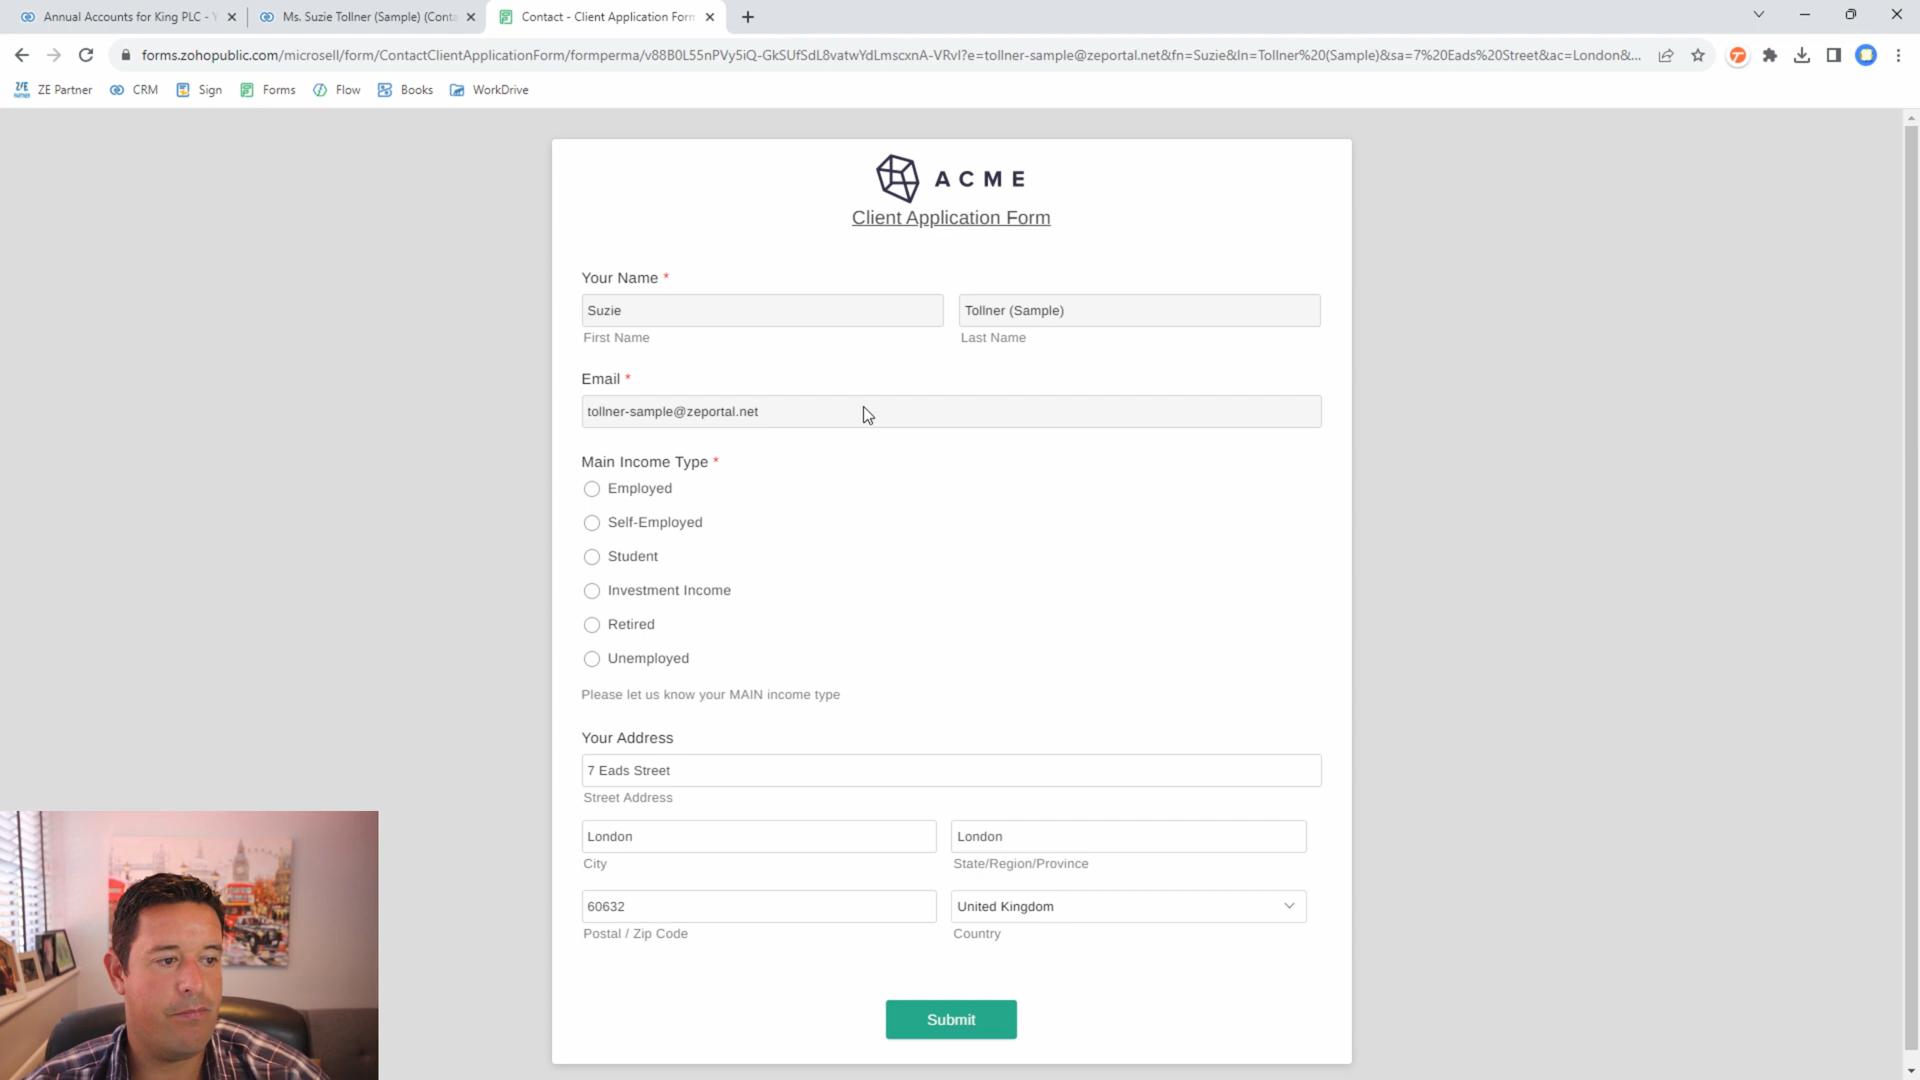 Annual Accounts for King PLC -
Ms. Suzie Tollner (Sample) (Conta
Contact - Client Application Form
forms.zohopublic.com/microsell/form/ContactClientApplicationForm/formperma/v88B0L55nPVy5iQ-GkSUfSdL8vatwYdLmscxnA-VRvI?e=tollner-sample@zeportal.net&fn=Suzie&ln=Tollner%20(Sample)&sa=7%20Eads%20Street&ac=London&...
ZE Partner
CRM
Sign
Forms
Flow
Books
WorkDrive
ACME
Client Application Form
Your Name *
Suzie
Tollner (Sample)
First Name
Last Name
Email *
tollner-sample@zeportal.net
Main Income Type *
Employed
Self-Employed
Student
Investment Income
Retired
Unemployed
Please let us know your MAIN income type
Your Address
7 Eads Street
Street Address
London
London
City
State/Region/Province
60632
United Kingdom
Postal / Zip Code
Country
Submit